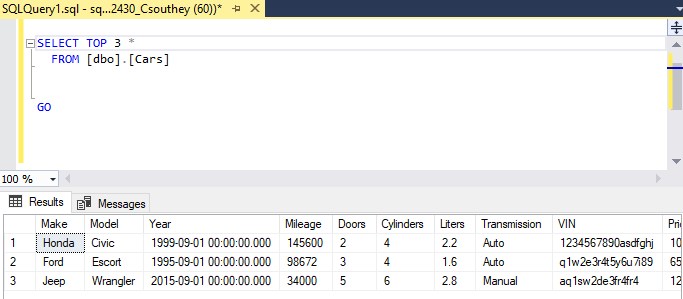 SQLQuery1.sql - sq...2430_Csouthey (60))*
SELECT TOP 3 *
FROM [dbo].[Cars]
GO
100 %
Results Messages
Make Model Year Mileage Doors Cylinders Liters Transmission VIN Pri
1 Honda Civic 1999-09-01 00:00:00.000 145600 2 4 2.2 Auto 1234567890asdfghj 10
2 Ford Escort 1995-09-01 00:00:00.000 98672 3 4 1.6 Auto q1w2e3r4t5y6u7i89 65
3 Jeep Wrangler 2015-09-01 00:00:00.000 34000 5 6 2.8 Manual aq1sw2de3fr4fr4 12